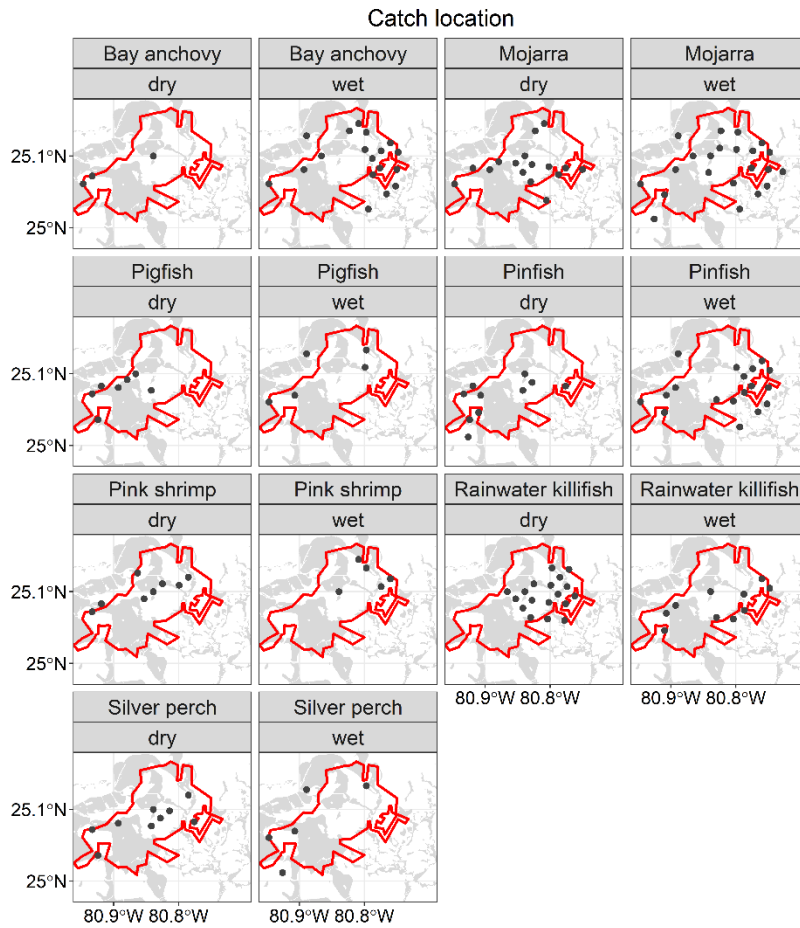 Catch location
Bay anchovy Bay anchovy Mojarra Mojarra
dry wet dry wet
25.1°N
25°N
Pigfish Pigfish Pinfish Pinfish
dry wet dry wet
25.1°N
25°N
Pink shrimp Pink shrimp Rainwater killifish Rainwater killifish
dry wet dry wet
25.1°N
25°N
80.9°W 80.8°W 80.9°W 80.8°W
Silver perch Silver perch
dry wet
25.1°N
25°N
80.9°W 80.8°W 80.9°W 80.8°W